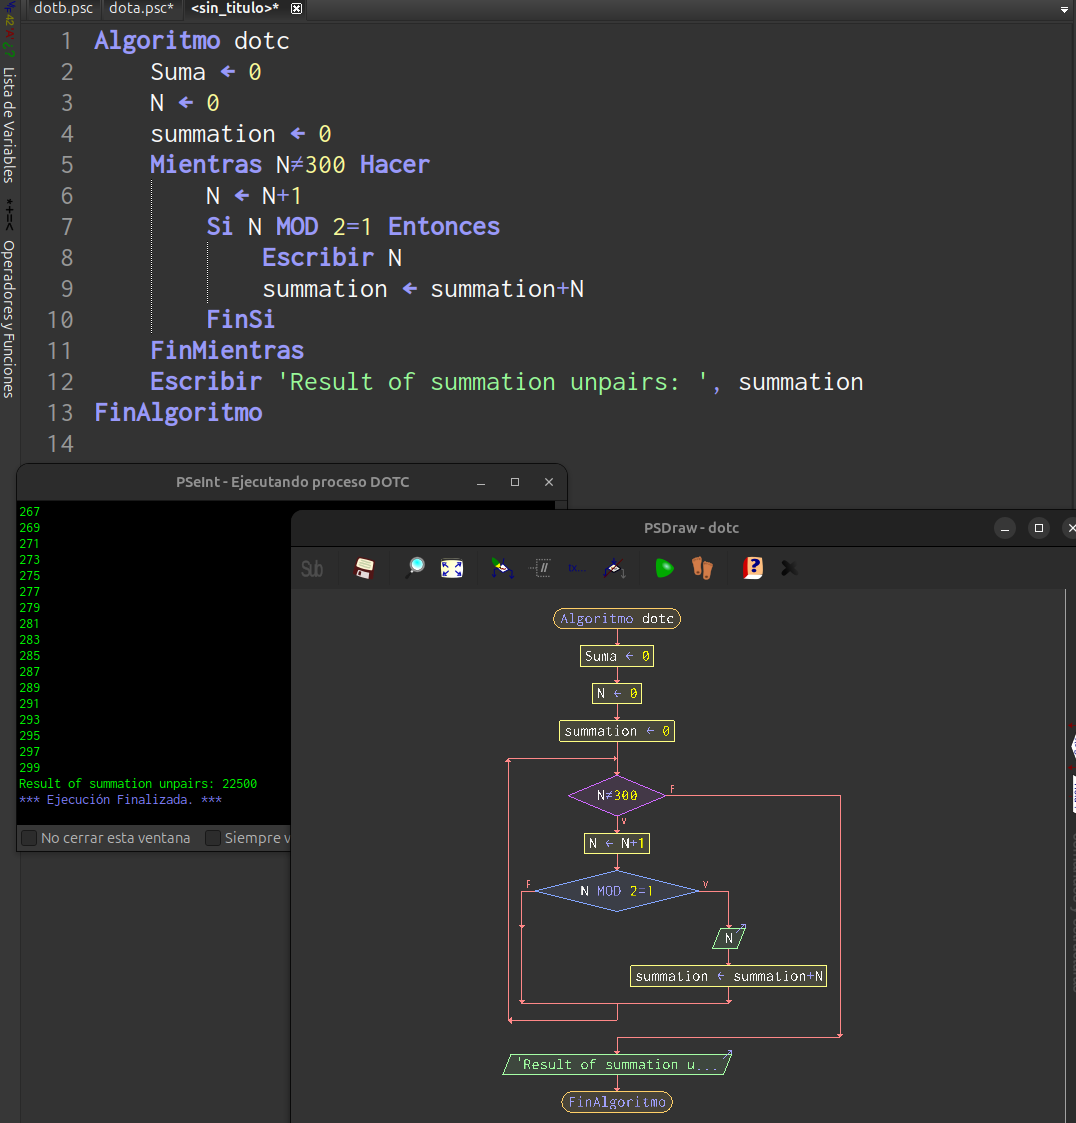 dotb.psc dota.psc* <sin_titulo>*
Lista de Variables
*+=<
Operadores y Funciones
1 Algoritmo dotc
2 Suma ← 0
3 N ← 0
4 summation ← 0
5 Mientras N≠300 Hacer
6 N ← N+1
7 Si N MOD 2=1 Entonces
8 Escribir N
9 summation ← summation+N
10 FinSi
11 FinMientras
12 Escribir 'Result of summation unpairs: ', summation
13 FinAlgoritmo
14
PSeInt - Ejecutando proceso DOTC
267
269
271
273
275
277
279
281
283
285
287
289
291
293
295
297
299
Result of summation unpairs: 22500
*** Ejecución Finalizada. ***
No cerrar esta ventana Siempre v
PSDraw - dotc
Sub
Algoritmo dotc
Suma ← 0
N ← 0
summation ← 0
N≠300
F
V
N ← N+1
F
V
N MOD 2=1
N
summation ← summation+N
'Result of summation u...
FinAlgoritmo